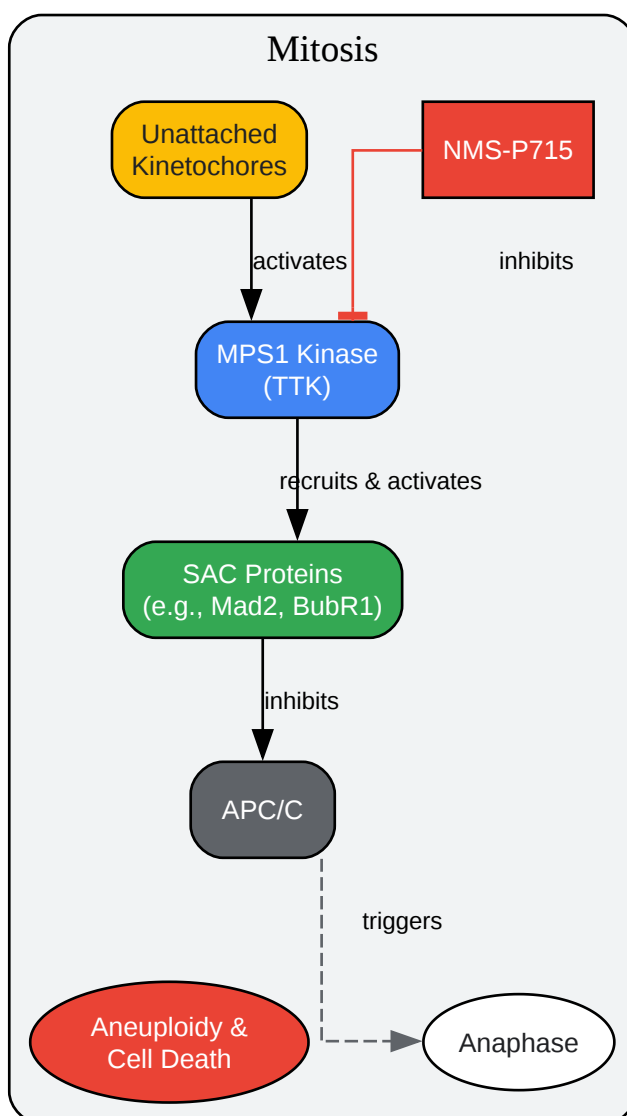 Mitosis
Unattached
Kinetochores
NMS-P715
activates
inhibits
MPS1 Kinase
(TTK)
recruits & activates
SAC Proteins
(e.g., Mad2, BubR1)
inhibits
APC/C
triggers
Aneuploidy &
Cell Death
Anaphase